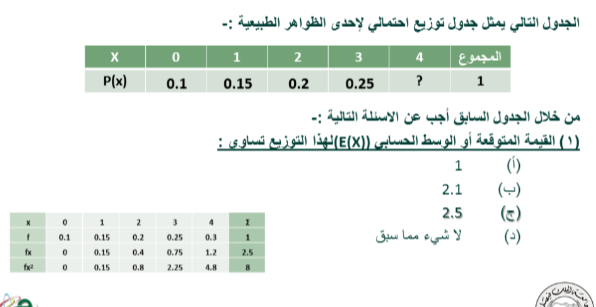 الجدول التالي يمثل جدول توزيع احتمالي لإحدى الظواهر الطبيعية :-
X 0 1 2 3 4 المجموع
P(x) 0.1 0.15 0.2 0.25 ? 1
من خلال الجدول السابق أجب عن الاسئلة التالية :-
(١) القيمة المتوقعة أو الوسط الحسابي (E(X))لهذا التوزيع تساوي :
(أ) 1
(ب) 2.1
(ج) 2.5
(د) لا شيء مما سبق
x 0 1 2 3 4 Σ
f 0.1 0.15 0.2 0.25 0.3 1
fx 0 0.15 0.4 0.75 1.2 2.5
fx² 0 0.15 0.8 2.25 4.8 8